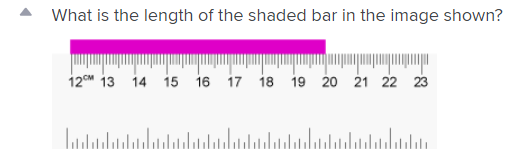 What is the length of the shaded bar in the image shown?
12CM 13 14 15 16 17 18 19 20 21 22 23